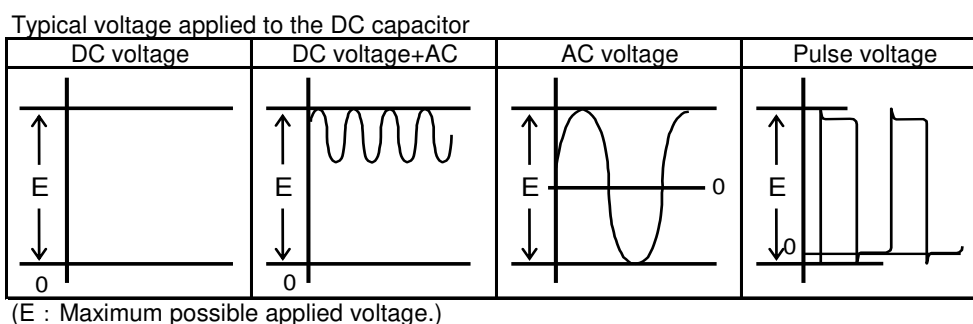 Typical voltage applied to the DC capacitor
DC voltage DC voltage+AC AC voltage Pulse voltage
E E E E
0 0
0 0
(E : Maximum possible applied voltage.)